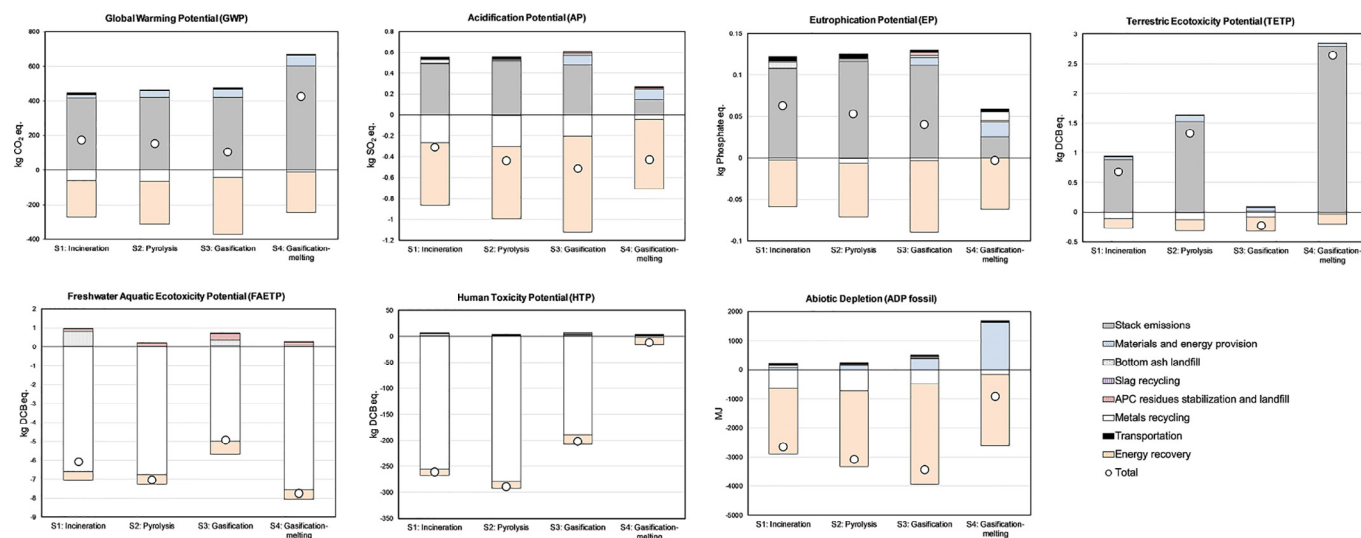 Global Warming Potential (GWP)
kg CO2 eq.
800
600
400
200
0
-200
-400
S1: Incineration
S2: Pyrolysis
S3: Gasification
S4: Gasification-
melting
Acidification Potential (AP)
kg SO2 eq.
0.8
0.6
0.4
0.2
0
-0.2
-0.4
-0.6
-0.8
-1
-1.2
S1: Incineration
S2: Pyrolysis
S3: Gasification
S4: Gasification-
melting
Eutrophication Potential (EP)
kg Phosphate eq.
0.15
0.1
0.05
0
-0.05
-0.1
S1: Incineration
S2: Pyrolysis
S3: Gasification
S4: Gasification-
melting
Terrestric Ecotoxicity Potential (TETP)
kg DCB eq.
3
2.5
2
1.5
1
0.5
0
-0.5
S1: Incineration
S2: Pyrolysis
S3: Gasification
S4: Gasification-
melting
Freshwater Aquatic Ecotoxicity Potential (FAETP)
kg DCB eq.
2
1
0
-1
-2
-3
-4
-5
-6
-7
-8
-9
S1: Incineration
S2: Pyrolysis
S3: Gasification
S4: Gasification-
melting
Human Toxicity Potential (HTP)
kg DCB eq.
50
0
-50
-100
-150
-200
-250
-300
-350
S1: Incineration
S2: Pyrolysis
S3: Gasification
S4: Gasification-
melting
Abiotic Depletion (ADP fossil)
MJ
2000
1000
0
-1000
-2000
-3000
-4000
-5000
S1: Incineration
S2: Pyrolysis
S3: Gasification
S4: Gasification-
melting
Stack emissions
Materials and energy provision
Bottom ash landfill
Slag recycling
APC residues stabilization and landfill
Metals recycling
Transportation
Energy recovery
Total